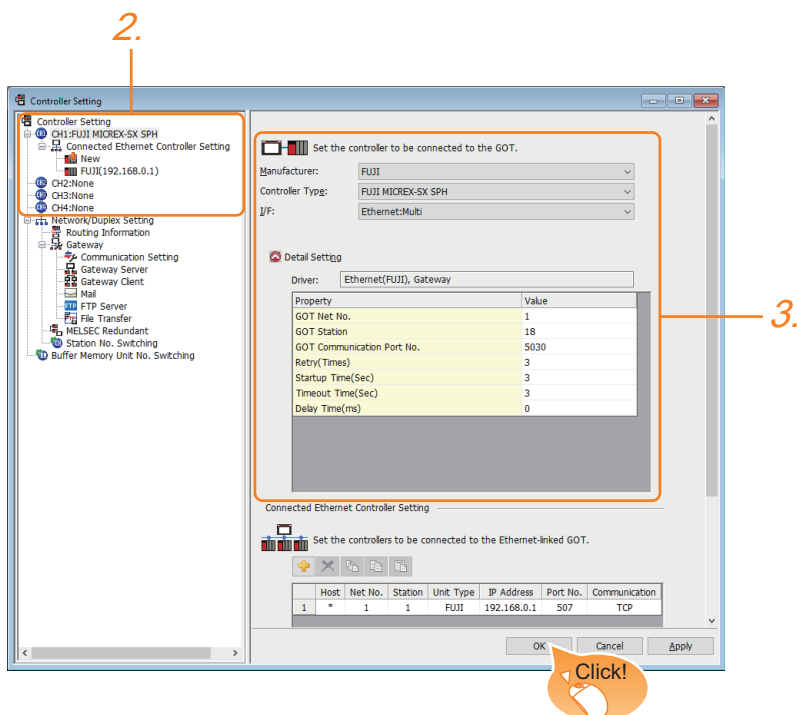 2.
Controller Setting
Controller Setting
CH1:FUJI MICREX-SX SPH
Connected Ethernet Controller Setting
New
FUJI(192.168.0.1)
CH2:None
CH3:None
CH4:None
Network/Duplex Setting
Routing Information
Gateway
Communication Setting
Gateway Server
Gateway Client
Mail
FTP Server
File Transfer
MELSEC Redundant
Station No. Switching
Buffer Memory Unit No. Switching
Set the controller to be connected to the GOT.
Manufacturer: FUJI
Controller Type: FUJI MICREX-SX SPH
I/F: Ethernet:Multi
3.
Detail Setting
Driver: Ethernet(FUJI), Gateway
Property Value
GOT Net No. 1
GOT Station 18
GOT Communication Port No. 5030
Retry(Times) 3
Startup Time(Sec) 3
Timeout Time(Sec) 3
Delay Time(ms) 0
Connected Ethernet Controller Setting
Set the controllers to be connected to the Ethernet-linked GOT.
Host Net No. Station Unit Type IP Address Port No. Communication
1 * 1 1 FUJI 192.168.0.1 507 TCP
OK Cancel Apply
Click!